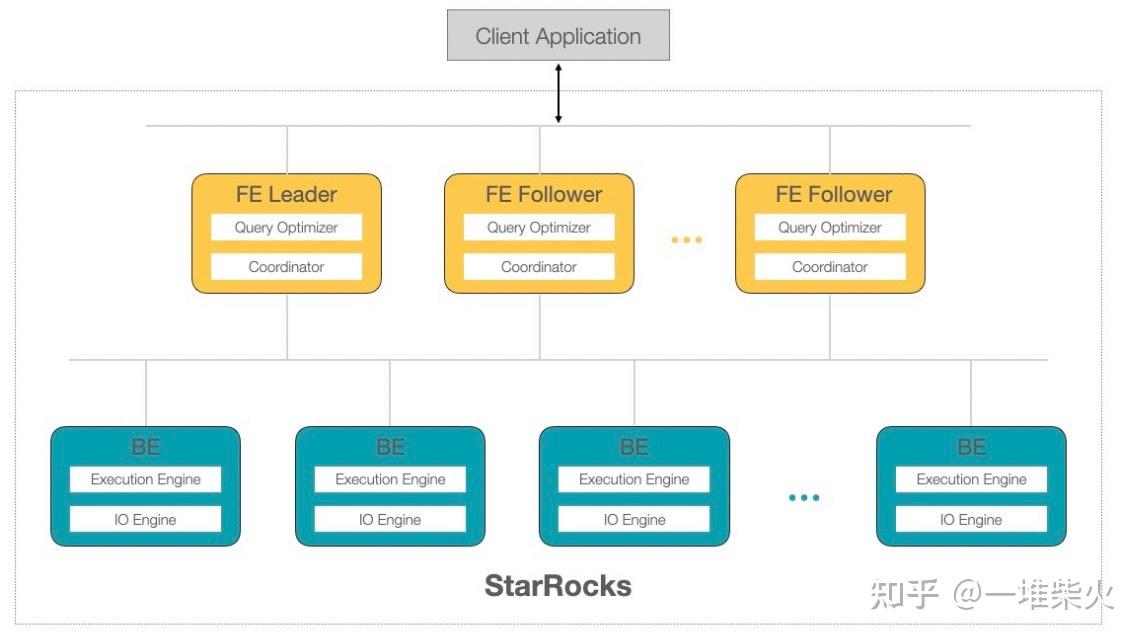 Client Application
FE Leader
Query Optimizer
Coordinator
FE Follower
Query Optimizer
Coordinator
FE Follower
Query Optimizer
Coordinator
BE
Execution Engine
IO Engine
BE
Execution Engine
IO Engine
BE
Execution Engine
IO Engine
BE
Execution Engine
IO Engine
StarRocks
知乎 @一堆柴火